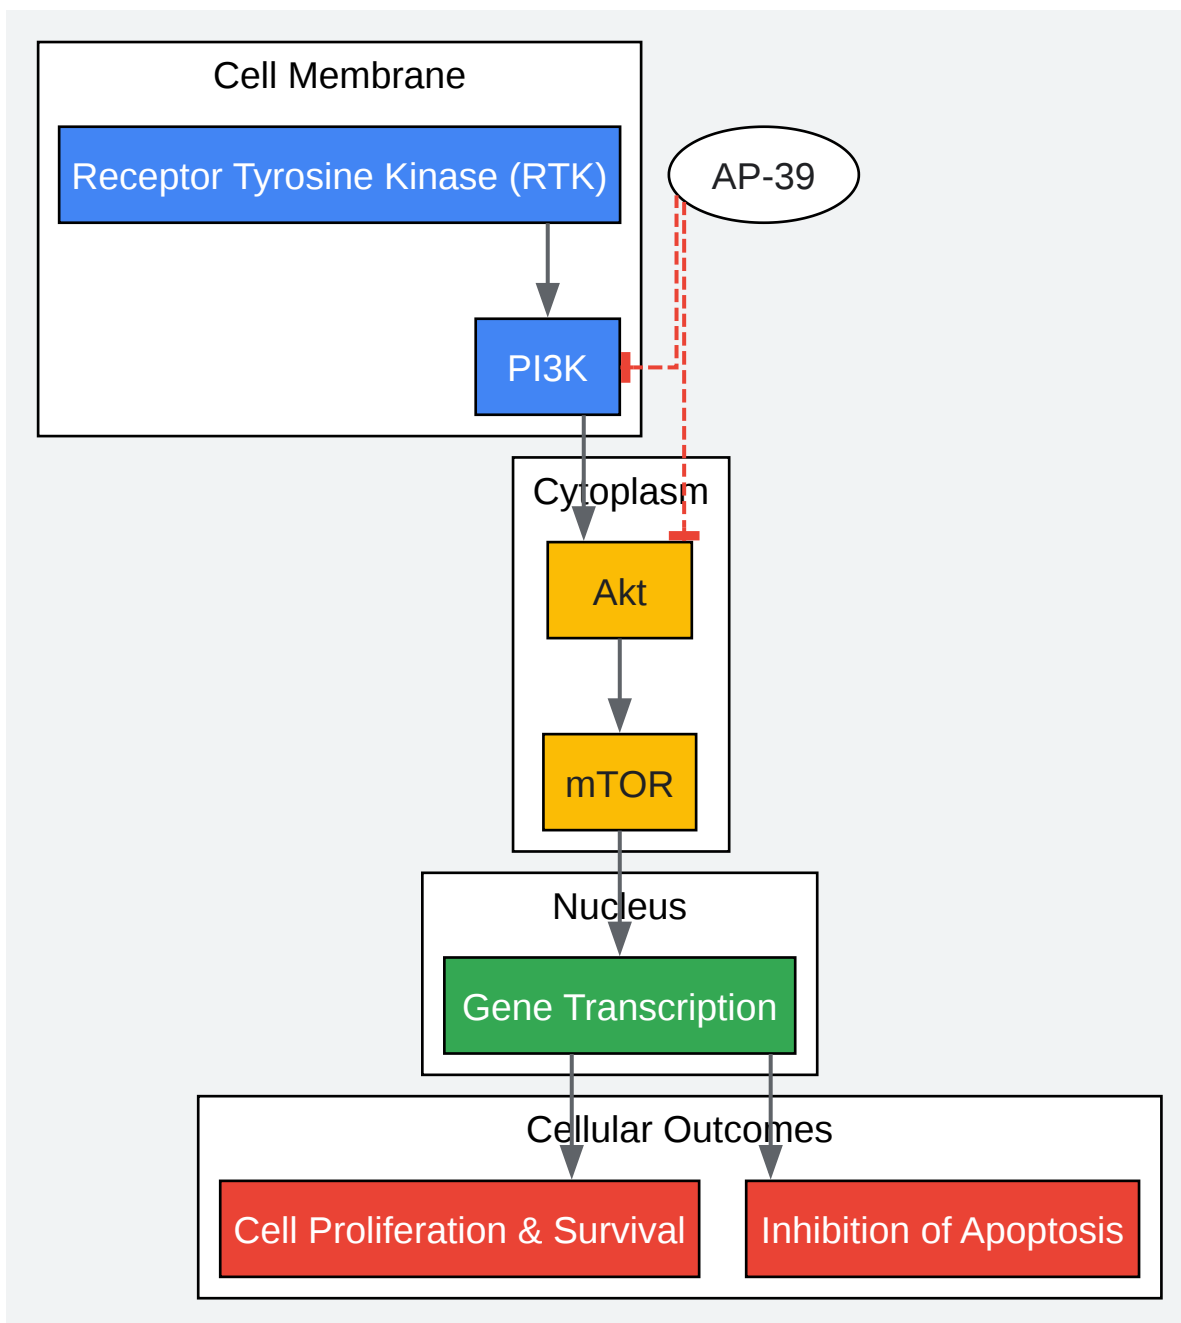 Cell Membrane
Receptor Tyrosine Kinase (RTK)
AP-39
PI3K
Cytoplasm
Akt
mTOR
Nucleus
Gene Transcription
Cellular Outcomes
Cell Proliferation & Survival
Inhibition of Apoptosis